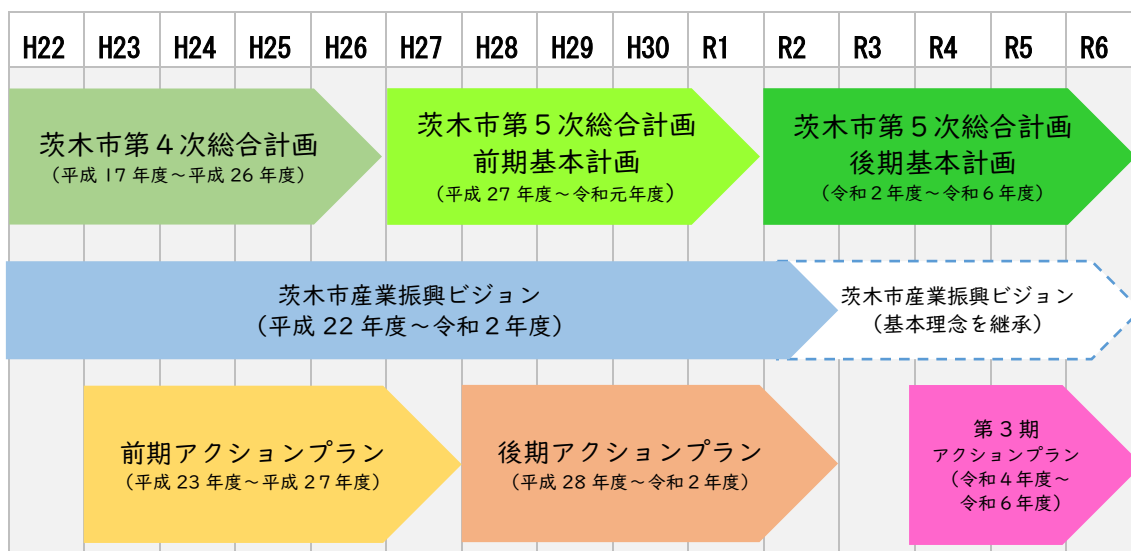 H22 H23 H24 H25 H26 H27 H28 H29 H30 R1 R2 R3 R4 R5 R6
茨木市第４次総合計画
（平成 17 年度～平成 26 年度）
茨木市第５次総合計画
前期基本計画
（平成 27 年度～令和元年度）
茨木市第５次総合計画
後期基本計画
（令和２年度～令和６年度）
茨木市産業振興ビジョン
（平成 22 年度～令和２年度）
茨木市産業振興ビジョン
（基本理念を継承）
前期アクションプラン
（平成 23 年度～平成 27 年度）
後期アクションプラン
（平成 28 年度～令和２年度）
第３期
アクションプラン
（令和４年度～
令和６年度）